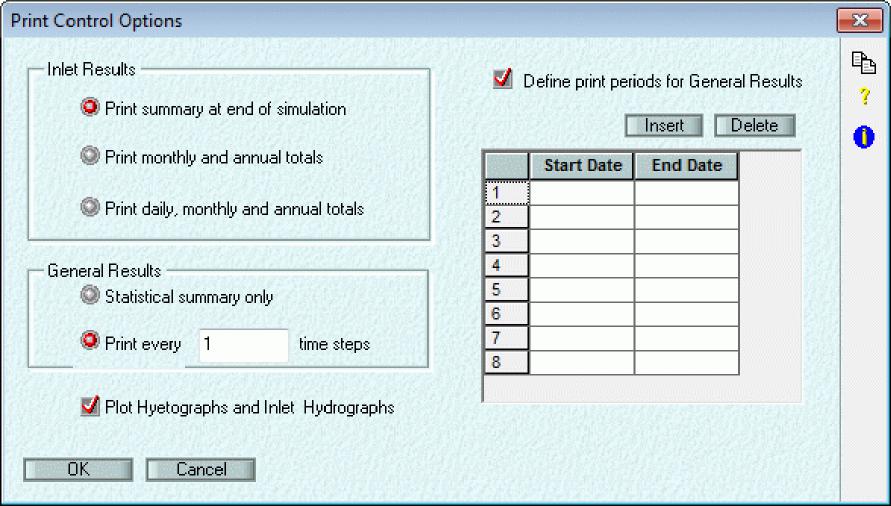 Print Control Options
Inlet Results
Print summary at end of simulation
Print monthly and annual totals
Print daily, monthly and annual totals
General Results
Statistical summary only
Print every 1 time steps
Plot Hyetographs and Inlet Hydrographs
OK Cancel
Define print periods for General Results
Insert Delete
Start Date End Date
1
2
3
4
5
6
7
8
?
i